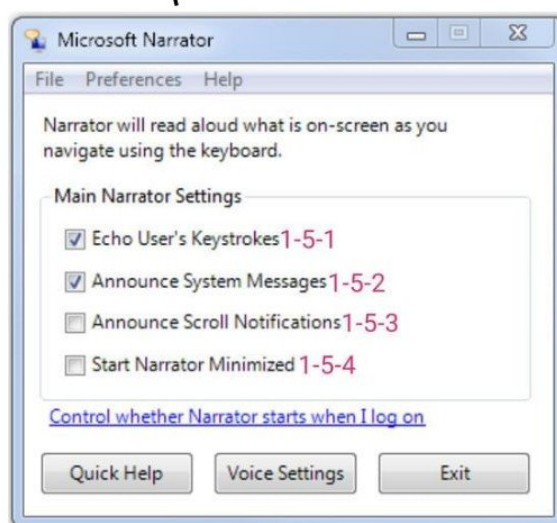 Microsoft Narrator
File Preferences Help
Narrator will read aloud what is on-screen as you
navigate using the keyboard.
Main Narrator Settings
Echo User's Keystrokes 1-5-1
Announce System Messages 1-5-2
Announce Scroll Notifications 1-5-3
Start Narrator Minimized 1-5-4
Control whether Narrator starts when I log on
Quick Help Voice Settings Exit